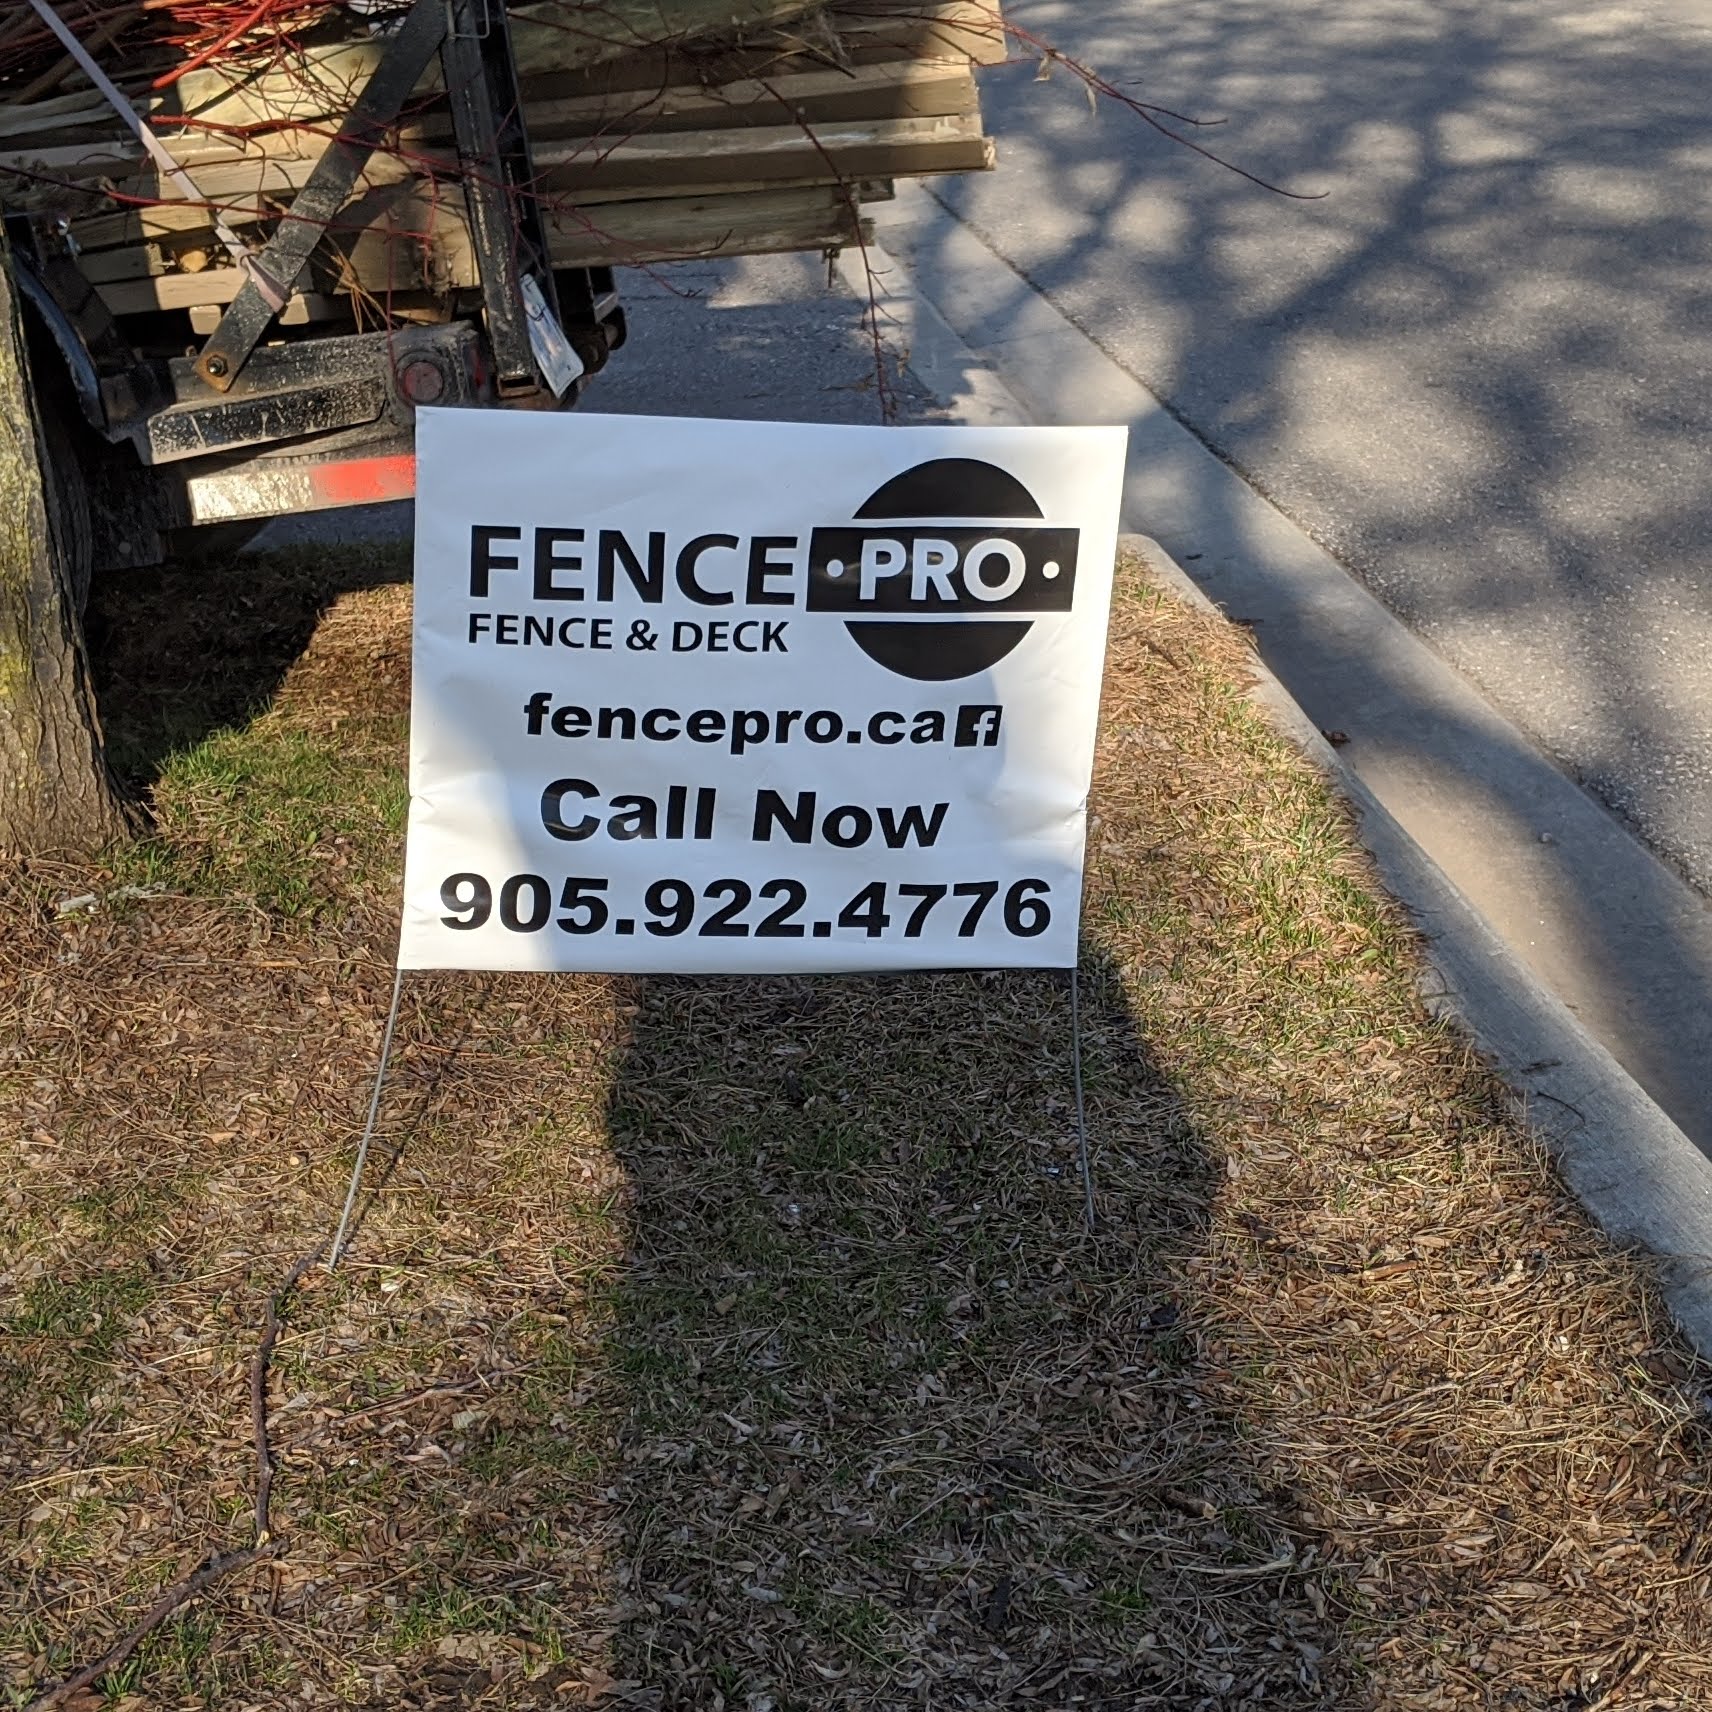 FENCE PRO
FENCE & DECK
fencepro.ca f
Call Now
905.922.4776